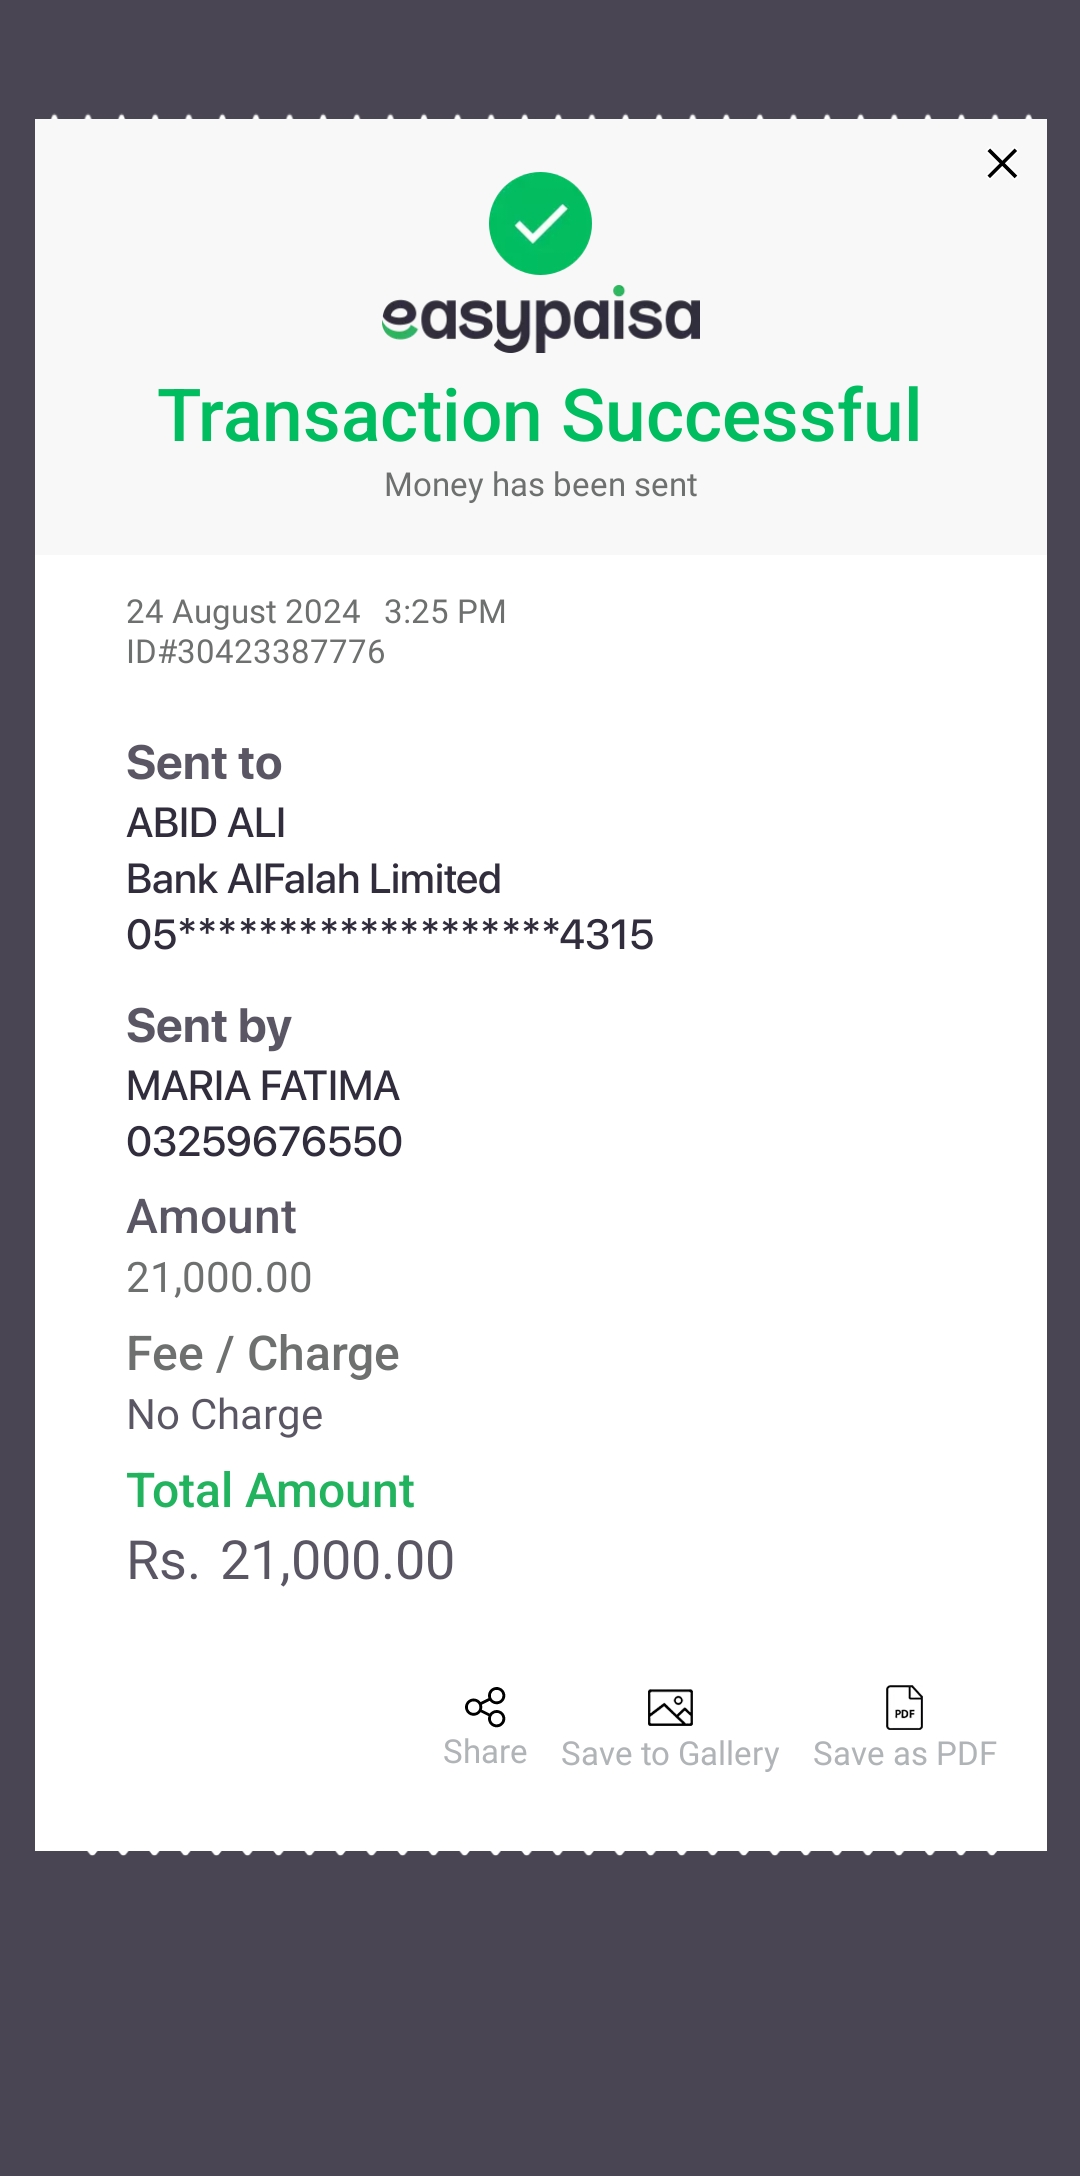 easypaisa
Transaction Successful
Money has been sent
24 August 2024 3:25 PM
ID#30423387776
Sent to
ABID ALI
Bank AlFalah Limited
05*******************4315
Sent by
MARIA FATIMA
03259676550
Amount
21,000.00
Fee / Charge
No Charge
Total Amount
Rs. 21,000.00
PDF
Share Save to Gallery Save as PDF